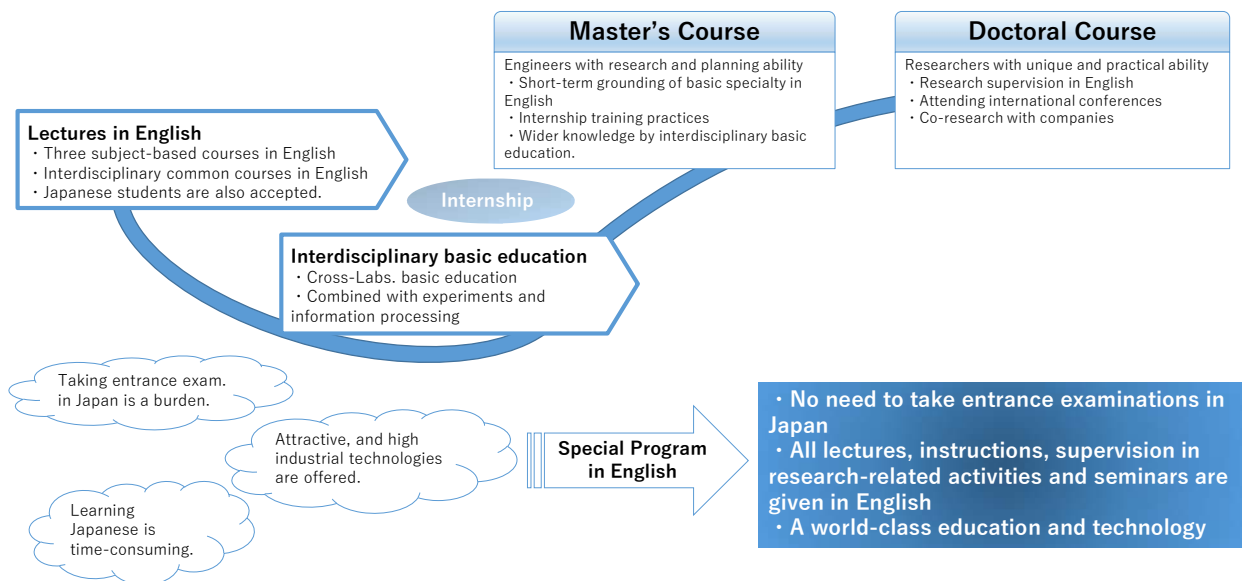 Master's Course
Engineers with research and planning ability
・Short-term grounding of basic specialty in
English
・Internship training practices
・Wider knowledge by interdisciplinary basic
education.
Doctoral Course
Researchers with unique and practical ability
・Research supervision in English
・Attending international conferences
・Co-research with companies
Lectures in English
・Three subject-based courses in English
・Interdisciplinary common courses in English
・Japanese students are also accepted.
Internship
Interdisciplinary basic education
・Cross-Labs. basic education
・Combined with experiments and
information processing
Taking entrance exam.
in Japan is a burden.
Attractive, and high
industrial technologies
are offered.
Learning
Japanese is
time-consuming.
Special Program
in English
・No need to take entrance examinations in
Japan
・All lectures, instructions, supervision in
research-related activities and seminars are
given in English
・A world-class education and technology